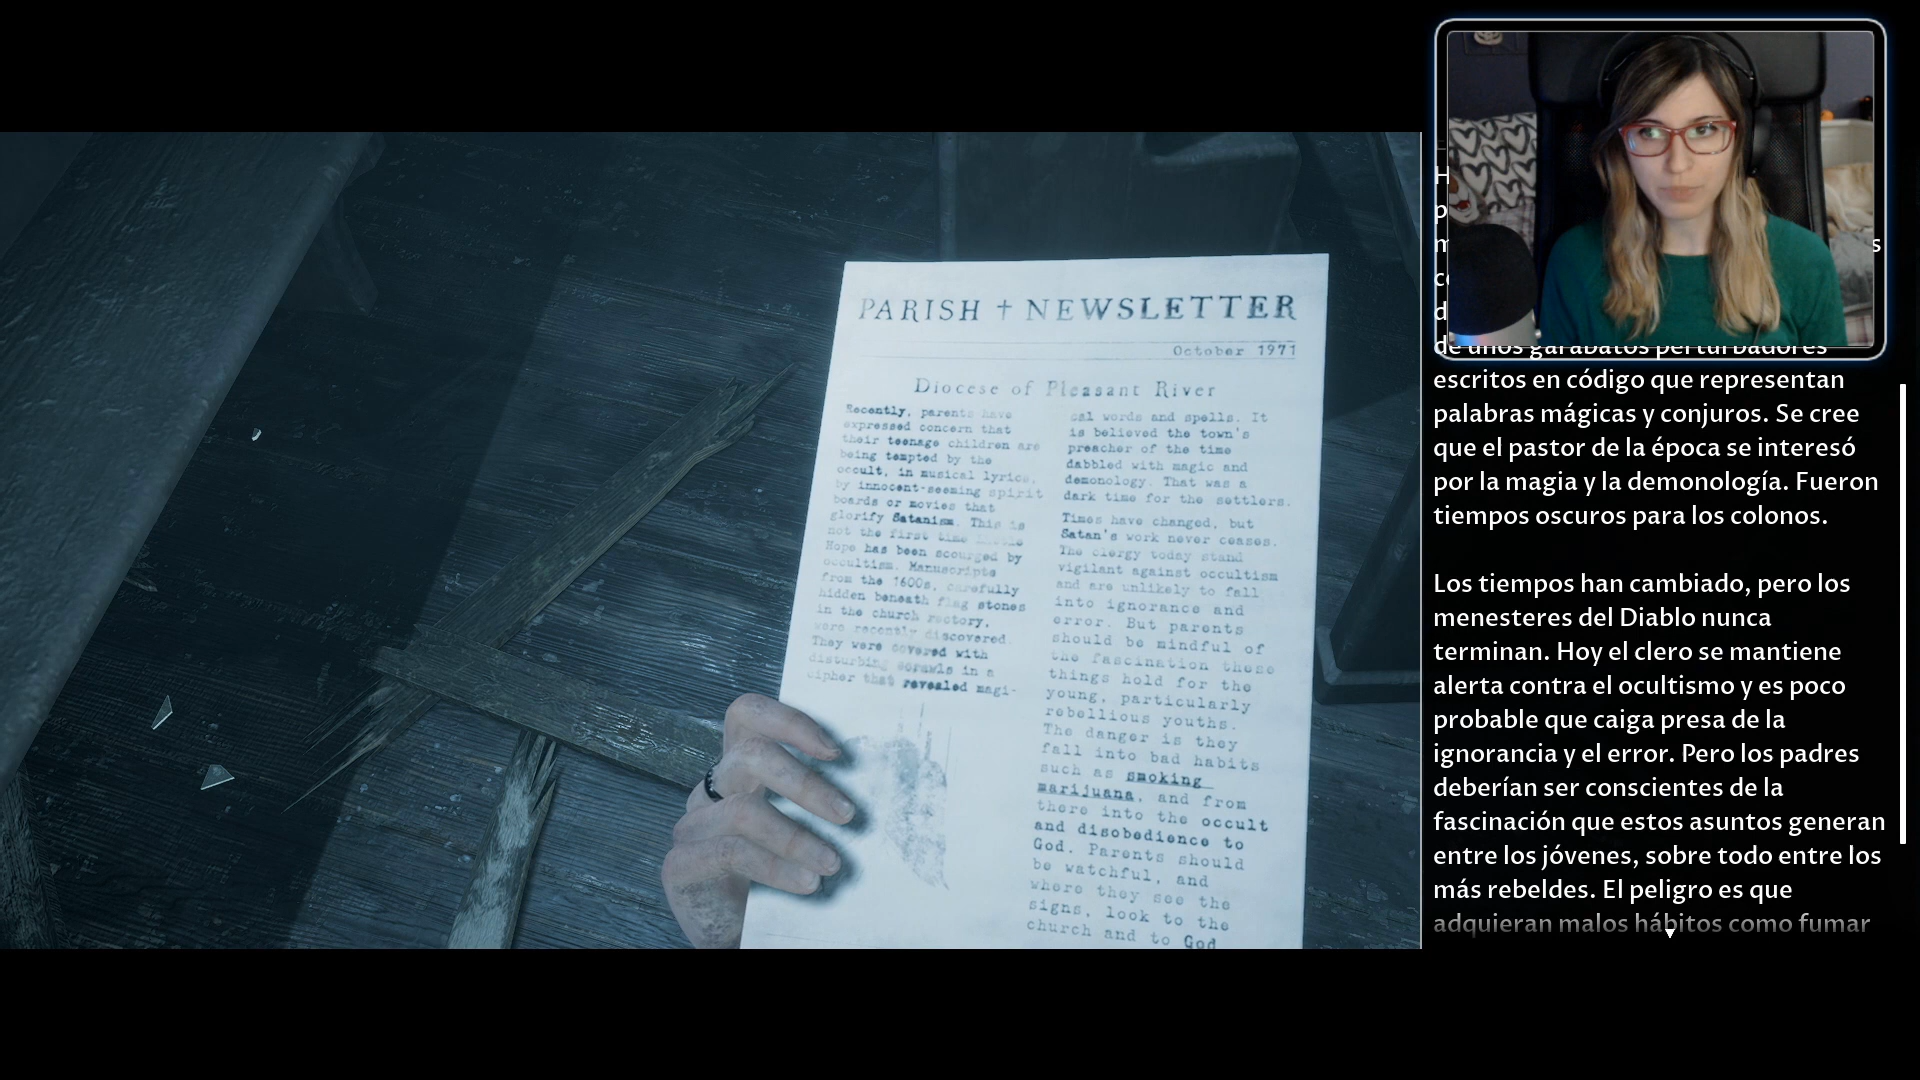 PARISH † NEWSLETTER
October 1971
Diocese of Pleasant River
Recently, parents have
expressed concern that
their teenage children are
being tempted by the
occult, in musical lyrics,
by innocent-seeming spirit
boards or movies that
glorify Satanism. This is
not the first time Little
Hope has been scourged by
occultism. Manuscripts
from the 1600s, carefully
hidden beneath flag stones
in the church rectory,
were recently discovered.
They were covered with
disturbing scrawls in a
cipher that revealed magi-
cal words and spells. It
is believed the town's
preacher of the time
dabbled with magic and
demonology. That was a
dark time for the settlers.
Times have changed, but
Satan's work never ceases.
The clergy today stand
vigilant against occultism
and are unlikely to fall
into ignorance and
error. But parents
should be mindful of
the fascination these
things hold for the
young, particularly
rebellious youths.
The danger is they
fall into bad habits
such as smoking
marijuana, and from
there into the occult
and disobedience to
God. Parents should
be watchful, and
where they see the
signs, look to the
church and to God
de unos garabatos perturbadores
escritos en código que representan
palabras mágicas y conjuros. Se cree
que el pastor de la época se interesó
por la magia y la demonología. Fueron
tiempos oscuros para los colonos.
Los tiempos han cambiado, pero los
menesteres del Diablo nunca
terminan. Hoy el clero se mantiene
alerta contra el ocultismo y es poco
probable que caiga presa de la
ignorancia y el error. Pero los padres
deberían ser conscientes de la
fascinación que estos asuntos generan
entre los jóvenes, sobre todo entre los
más rebeldes. El peligro es que
adquieran malos hábitos como fumar